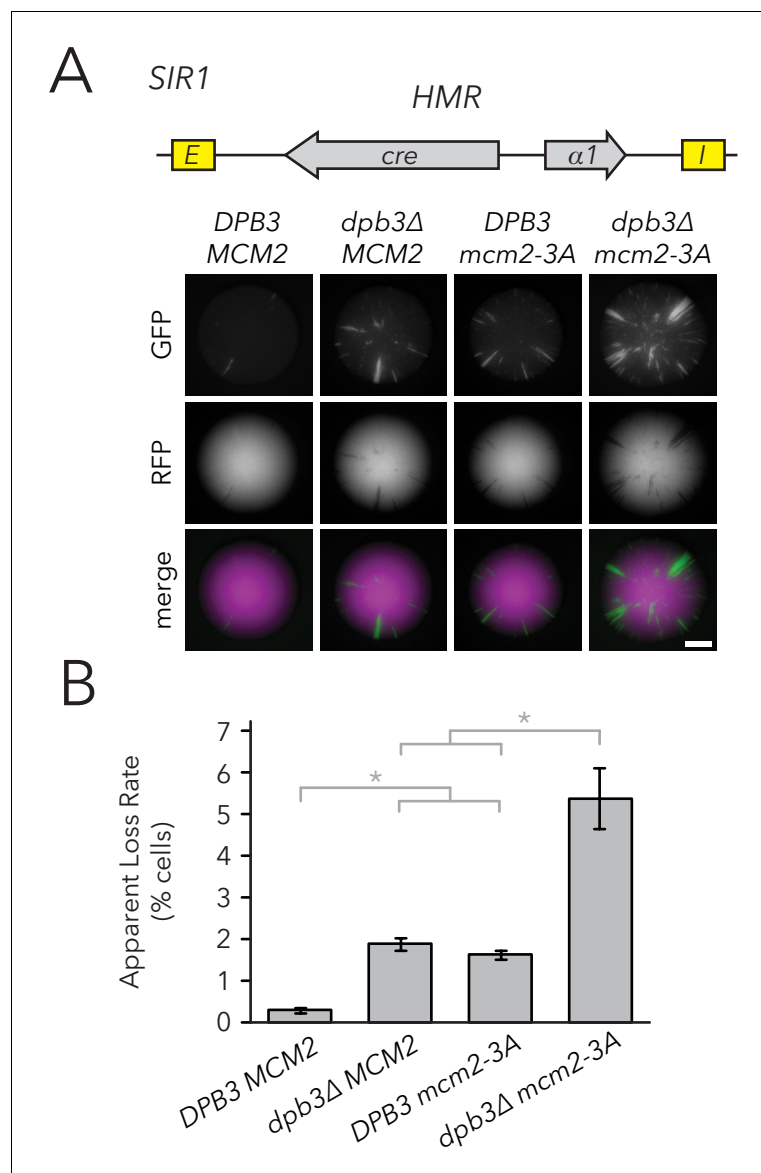 A
SIR1
HMR
E
cre
α1
I
DPB3 MCM2
dpb3Δ MCM2
DPB3 mcm2-3A
dpb3Δ mcm2-3A
GFP
RFP
merge
B
Apparent Loss Rate
(% cells)
7
6
5
4
3
2
1
0
*
*
DPB3 MCM2
dpb3Δ MCM2
DPB3 mcm2-3A
dpb3Δ mcm2-3A